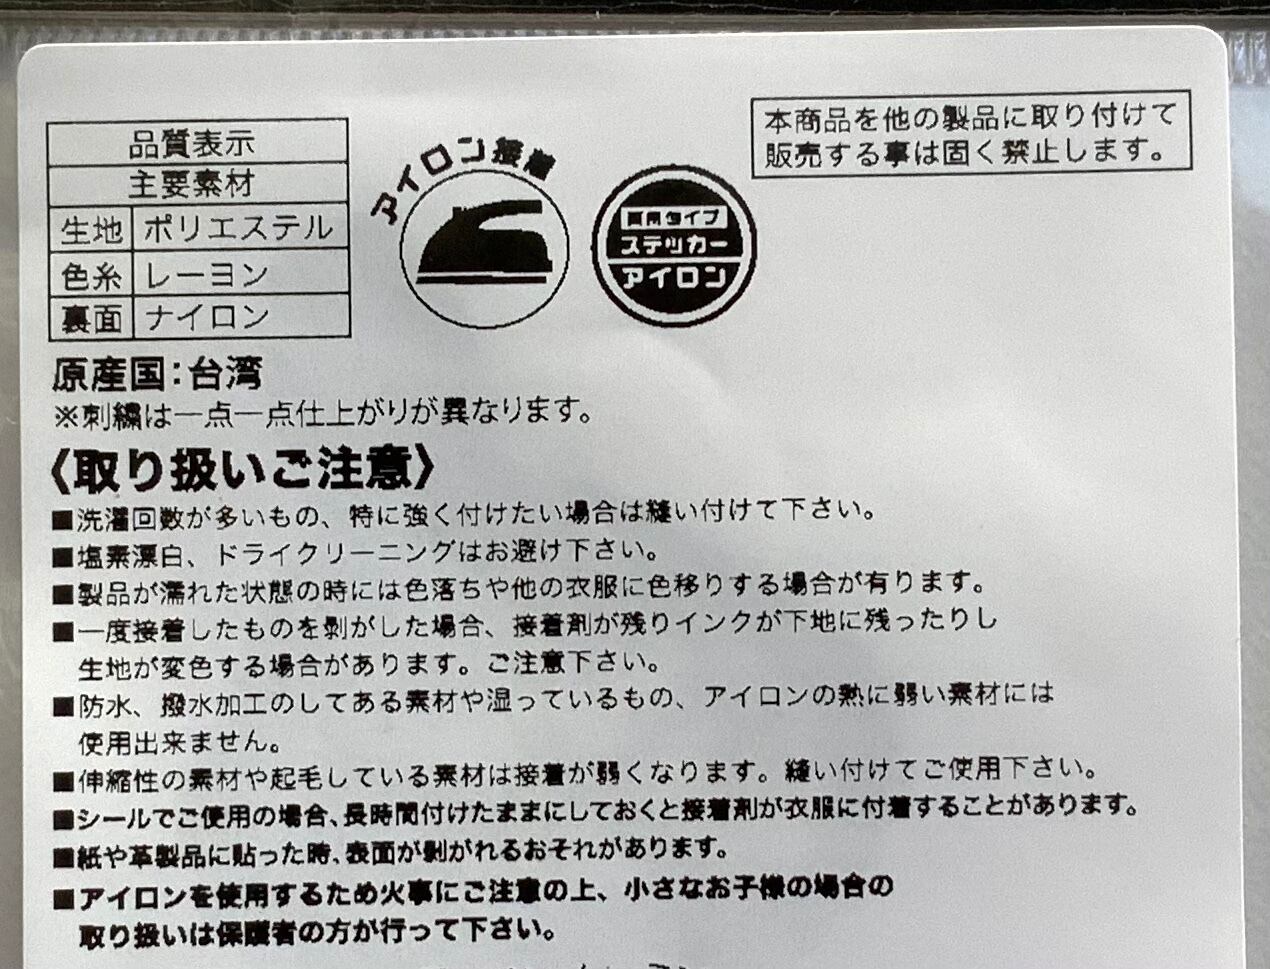 品質表示
主要素材
生地 ポリエステル
色糸 レーヨン
裏面 ナイロン
アイロン接着
両用タイプ
ステッカー
アイロン
本商品を他の製品に取り付けて
販売する事は固く禁止します。
原産国:台湾
※刺繍は一点一点仕上がりが異なります。
〈取り扱いご注意〉
■洗濯回数が多いもの、特に強く付けたい場合は縫い付けて下さい。
■塩素漂白、ドライクリーニングはお避け下さい。
■製品が濡れた状態の時には色落ちや他の衣服に色移りする場合が有ります。
■一度接着したものを剥がした場合、接着剤が残りインクが下地に残ったりし
生地が変色する場合があります。ご注意下さい。
■防水、撥水加工のしてある素材や湿っているもの、アイロンの熱に弱い素材には
使用出来ません。
■伸縮性の素材や起毛している素材は接着が弱くなります。縫い付けてご使用下さい。
■シールでご使用の場合、長時間付けたままにしておくと接着剤が衣服に付着することがあります。
■紙や革製品に貼った時、表面が剥がれるおそれがあります。
■アイロンを使用するため火事にご注意の上、小さなお子様の場合の
取り扱いは保護者の方が行って下さい。